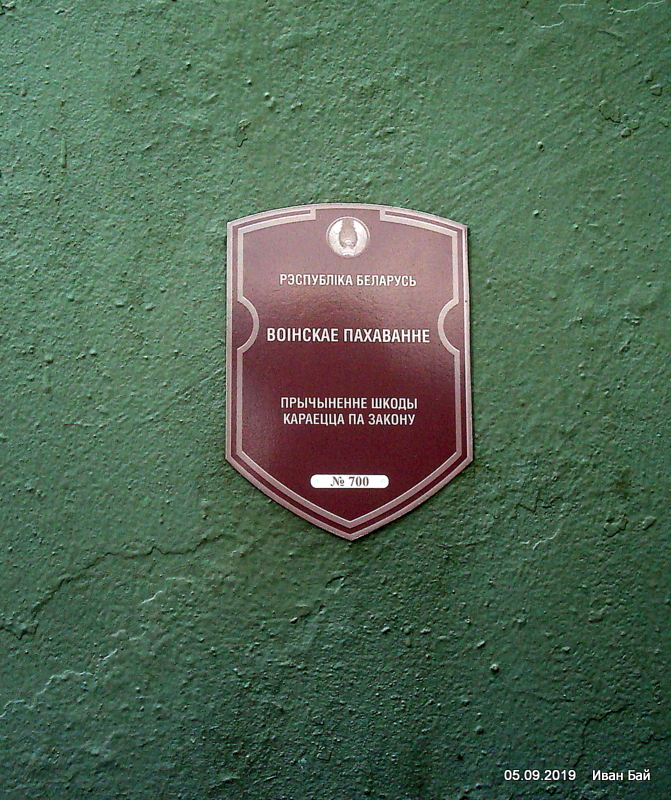 РЭСПУБЛІКА БЕЛАРУСЬ
ВОІНСКАЕ ПАХАВАННЕ
ПРЫЧЫНЕННЕ ШКОДЫ
КАРАЕЦЦА ПА ЗАКОНУ
№ 700
05.09.2019 Иван Бай